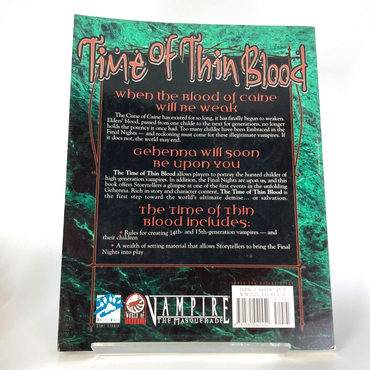 Time of Thin Blood
When the Blood of Caine
will Be weak
The Curse of Caine has existed for so long, it has finally begun to weaken.
Elders' blood, passed from one childe to the next for generations, no longer
holds the potency it once had. Too many childer have been Embraced in the
Final Nights — and reckoning must come for these illegitimate vampires. If
it does not, the world may end.
Gehenna will soon
Be upon You
The Time of Thin Blood allows players to portray the hunted childer of
high-generation vampires. In addition, the Final Nights are upon us, and this
book offers Storytellers a glimpse at one of the first events in the unfolding
Gehenna. Rich in story and character content, The Time of Thin Blood is
the first step toward the world's ultimate demise... or salvation.
The Time of Thin
Blood includes:
• Rules for creating 14th- and 15th-generation vampires — and
their children
• A wealth of setting material that allows Storytellers to bring the Final
Nights into play
White Wolf
GAME STUDIO
WORLD OF
DARKNESS
VAMPIRE
THE MASQUERADE